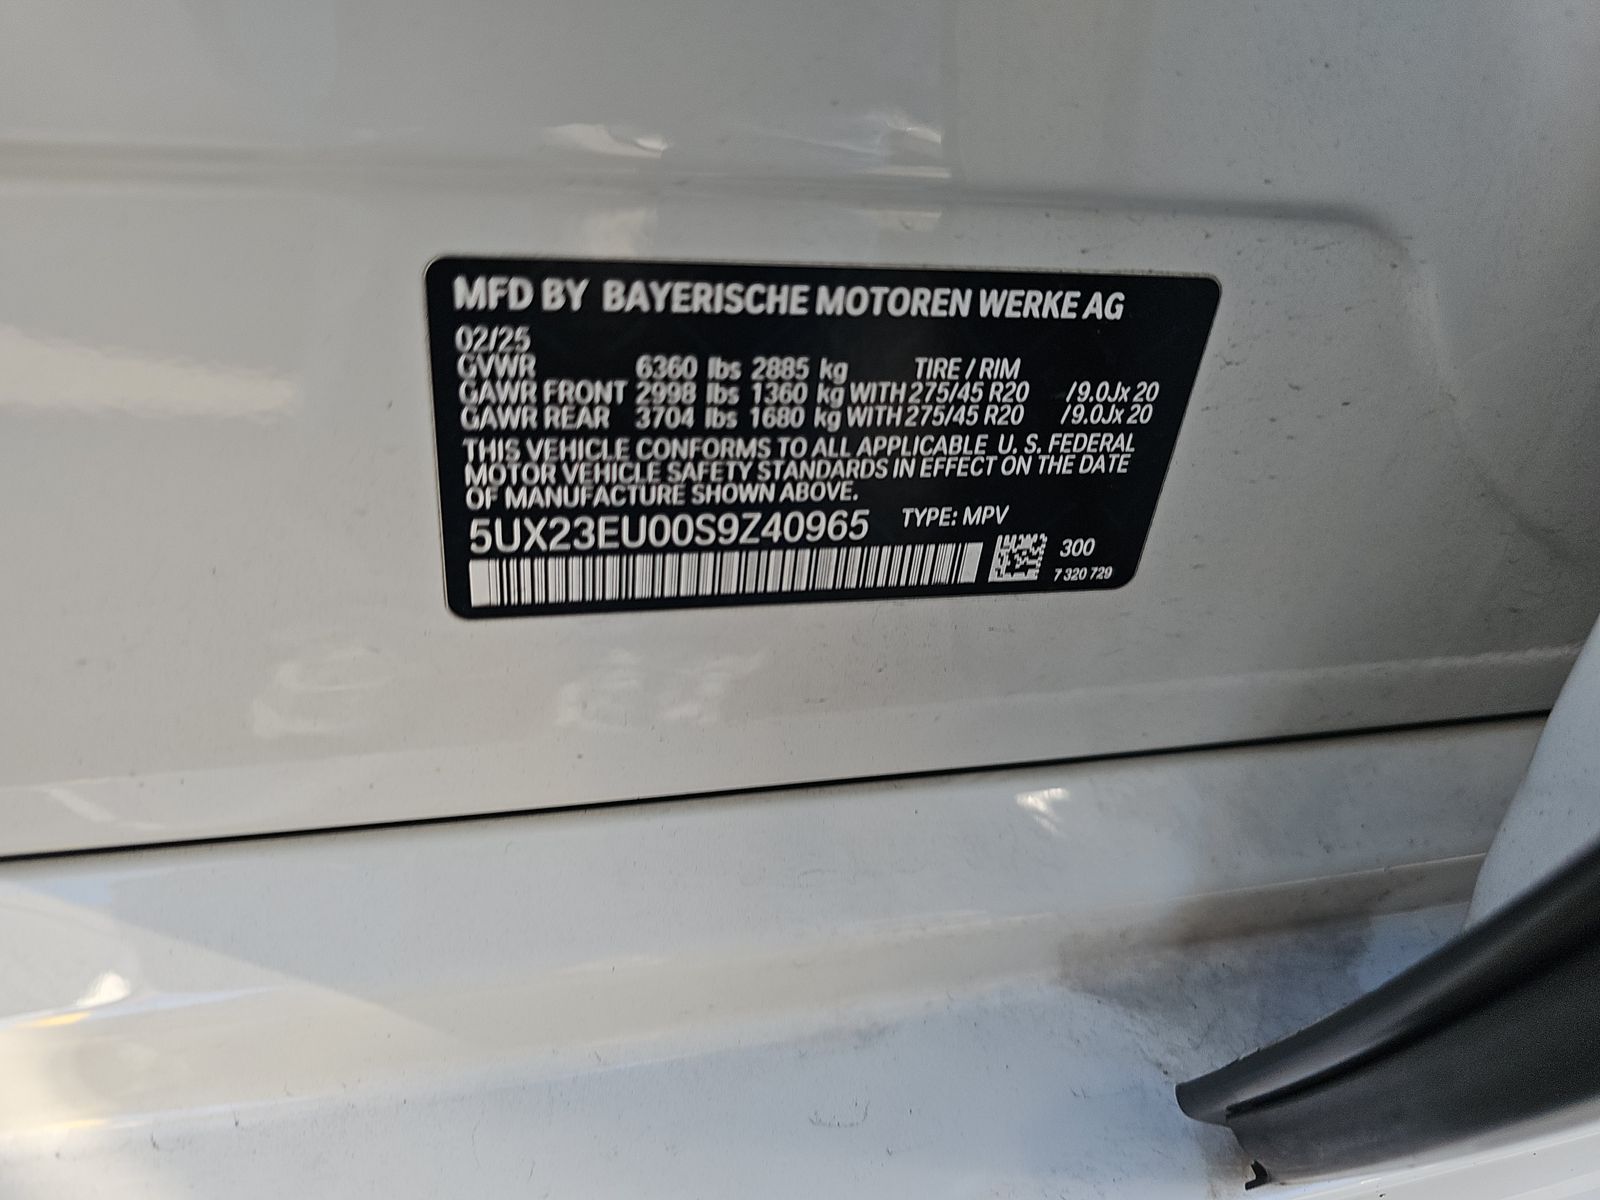 MFD BY BAYERISCHE MOTOREN WERKE AG
02/25
GVWR 6360 lbs 2885 kg TIRE / RIM
GAWR FRONT 2998 lbs 1360 kg WITH 275/45 R20 /9.0Jx 20
GAWR REAR 3704 lbs 1680 kg WITH 275/45 R20 /9.0Jx 20
THIS VEHICLE CONFORMS TO ALL APPLICABLE U. S. FEDERAL
MOTOR VEHICLE SAFETY STANDARDS IN EFFECT ON THE DATE
OF MANUFACTURE SHOWN ABOVE.
5UX23EU00S9Z40965 TYPE: MPV
300
7 320 729